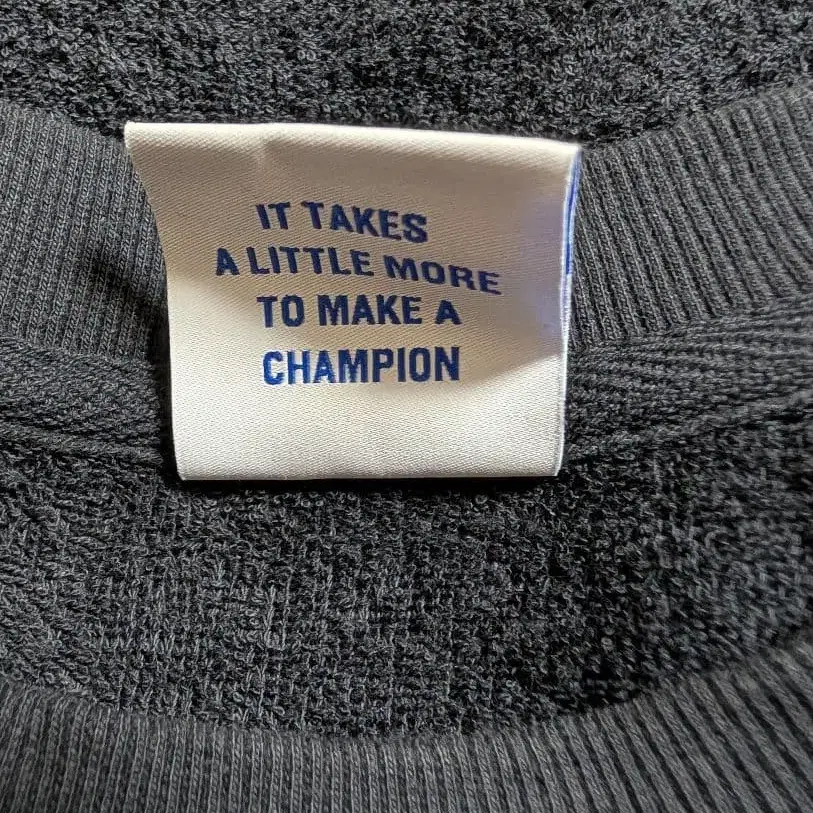 IT TAKES
A LITTLE MORE
TO MAKE A
CHAMPION